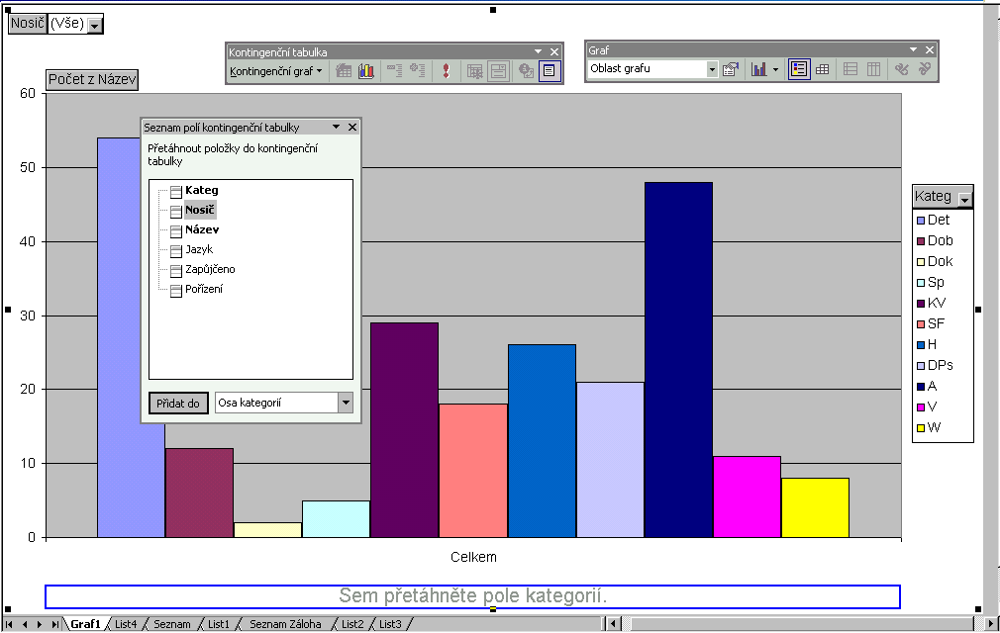 Nosič (Vše)
Kontingenční tabulka
Kontingenční graf
Graf
Oblast grafu
Počet z Název
60
50
40
30
20
10
0
Seznam polí kontingenční tabulky
Přetáhnout položky do kontingenční
tabulky
Kateg
Nosič
Název
Jazyk
Zapůjčeno
Pořízení
Přidat do
Osa kategorií
Kateg
Det
Dob
Dok
Sp
KV
SF
H
DPs
A
V
W
Celkem
Sem přetáhněte pole kategorií.
Graf1 List4 Seznam List1 Seznam Záloha List2 List3